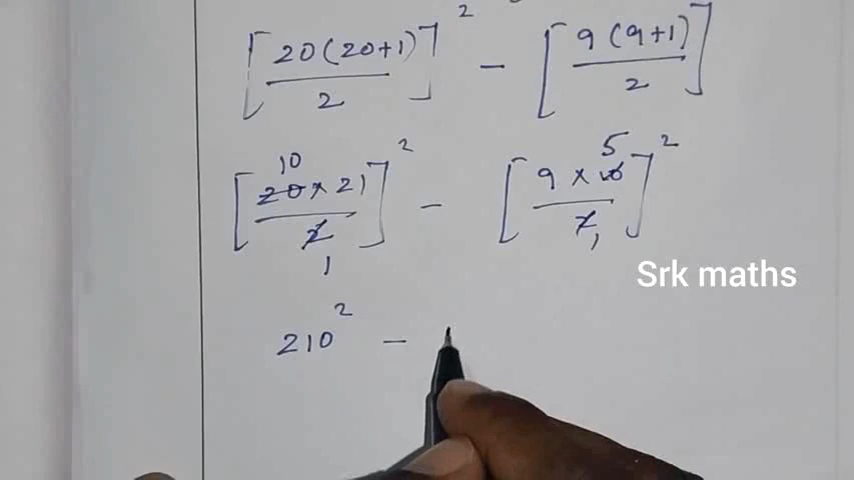 [20(20+1)/2]² - [9(9+1)/2]
[20×21/2]² - [9×10/2]²
10 1 5 1
Srk maths
210² -